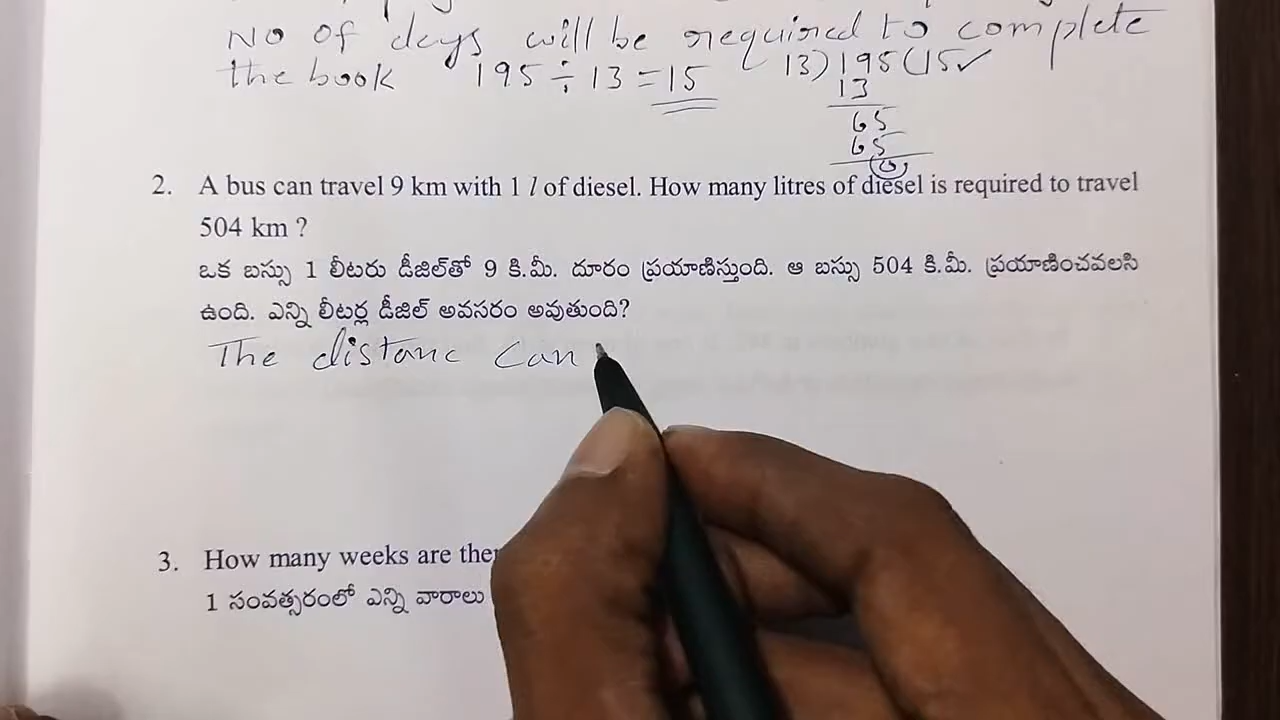 No of days will be required to complete
the book 195 ÷ 13 = 15 13)195(15✓
13
65
65
0
2. A bus can travel 9 km with 1 l of diesel. How many litres of diesel is required to travel
504 km ?
ఒక బస్సు 1 లీటరు డీజిల్‌తో 9 కి.మీ. దూరం ప్రయాణిస్తుంది. ఆ బస్సు 504 కి.మీ. ప్రయాణించవలసి
ఉంది. ఎన్ని లీటర్ల డీజిల్ అవసరం అవుతుంది?
The distanc can
3. How many weeks are
1 సంవత్సరంలో ఎన్ని వారాలు